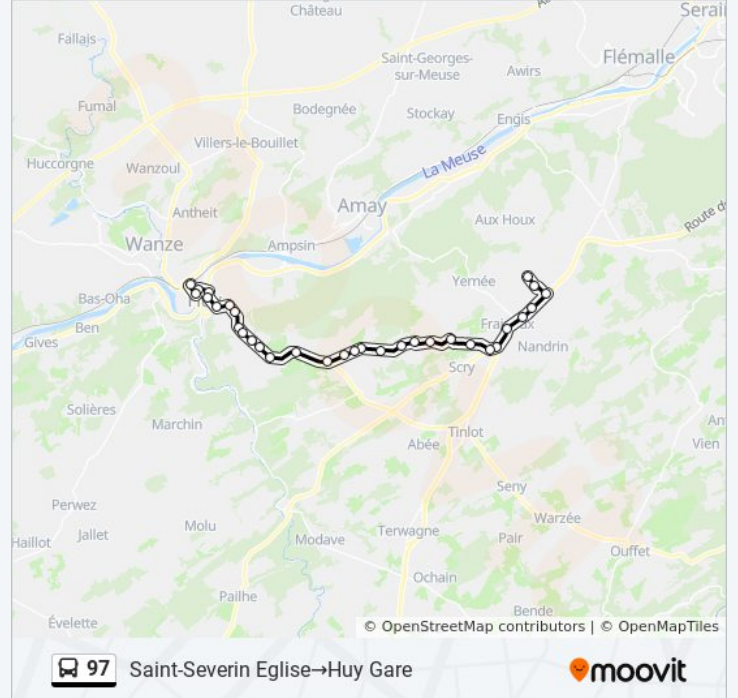 Château
Serai
Fallais
Saint-Georges-
sur-Meuse
Flémalle
Awirs
Fumal
Bodegnée
Stockay
Engis
Villers-le-Bouillet
Huccorgne
Wanzoul
La Meuse
Antheit
Amay
Aux Houx
Route d
Wanze
Ampsin
Yernée
Bas-Oha
H
Ben
Gives
Frai
eux
Nandrin
Scry
Solières
Marchin
Abée
Tinlot
An
Vien
Seny
Perwez
Warzée
Haillot
Jallet
Molu
Modave
Terwagne
Pair
Ouffet
Ochain
Pailhe
Bende
Évelette
© OpenStreetMap contributors | © OpenMapTiles
97 Saint-Severin Eglise→Huy Gare
moovit